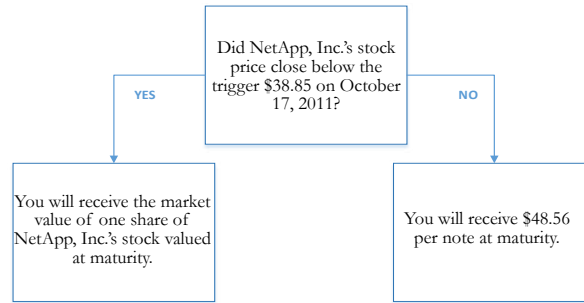 Did NetApp, Inc.'s stock
price close below the
trigger $38.85 on October
17, 2011?
YES
NO
You will receive the market
value of one share of
NetApp, Inc.'s stock valued
at maturity.
You will receive $48.56
per note at maturity.